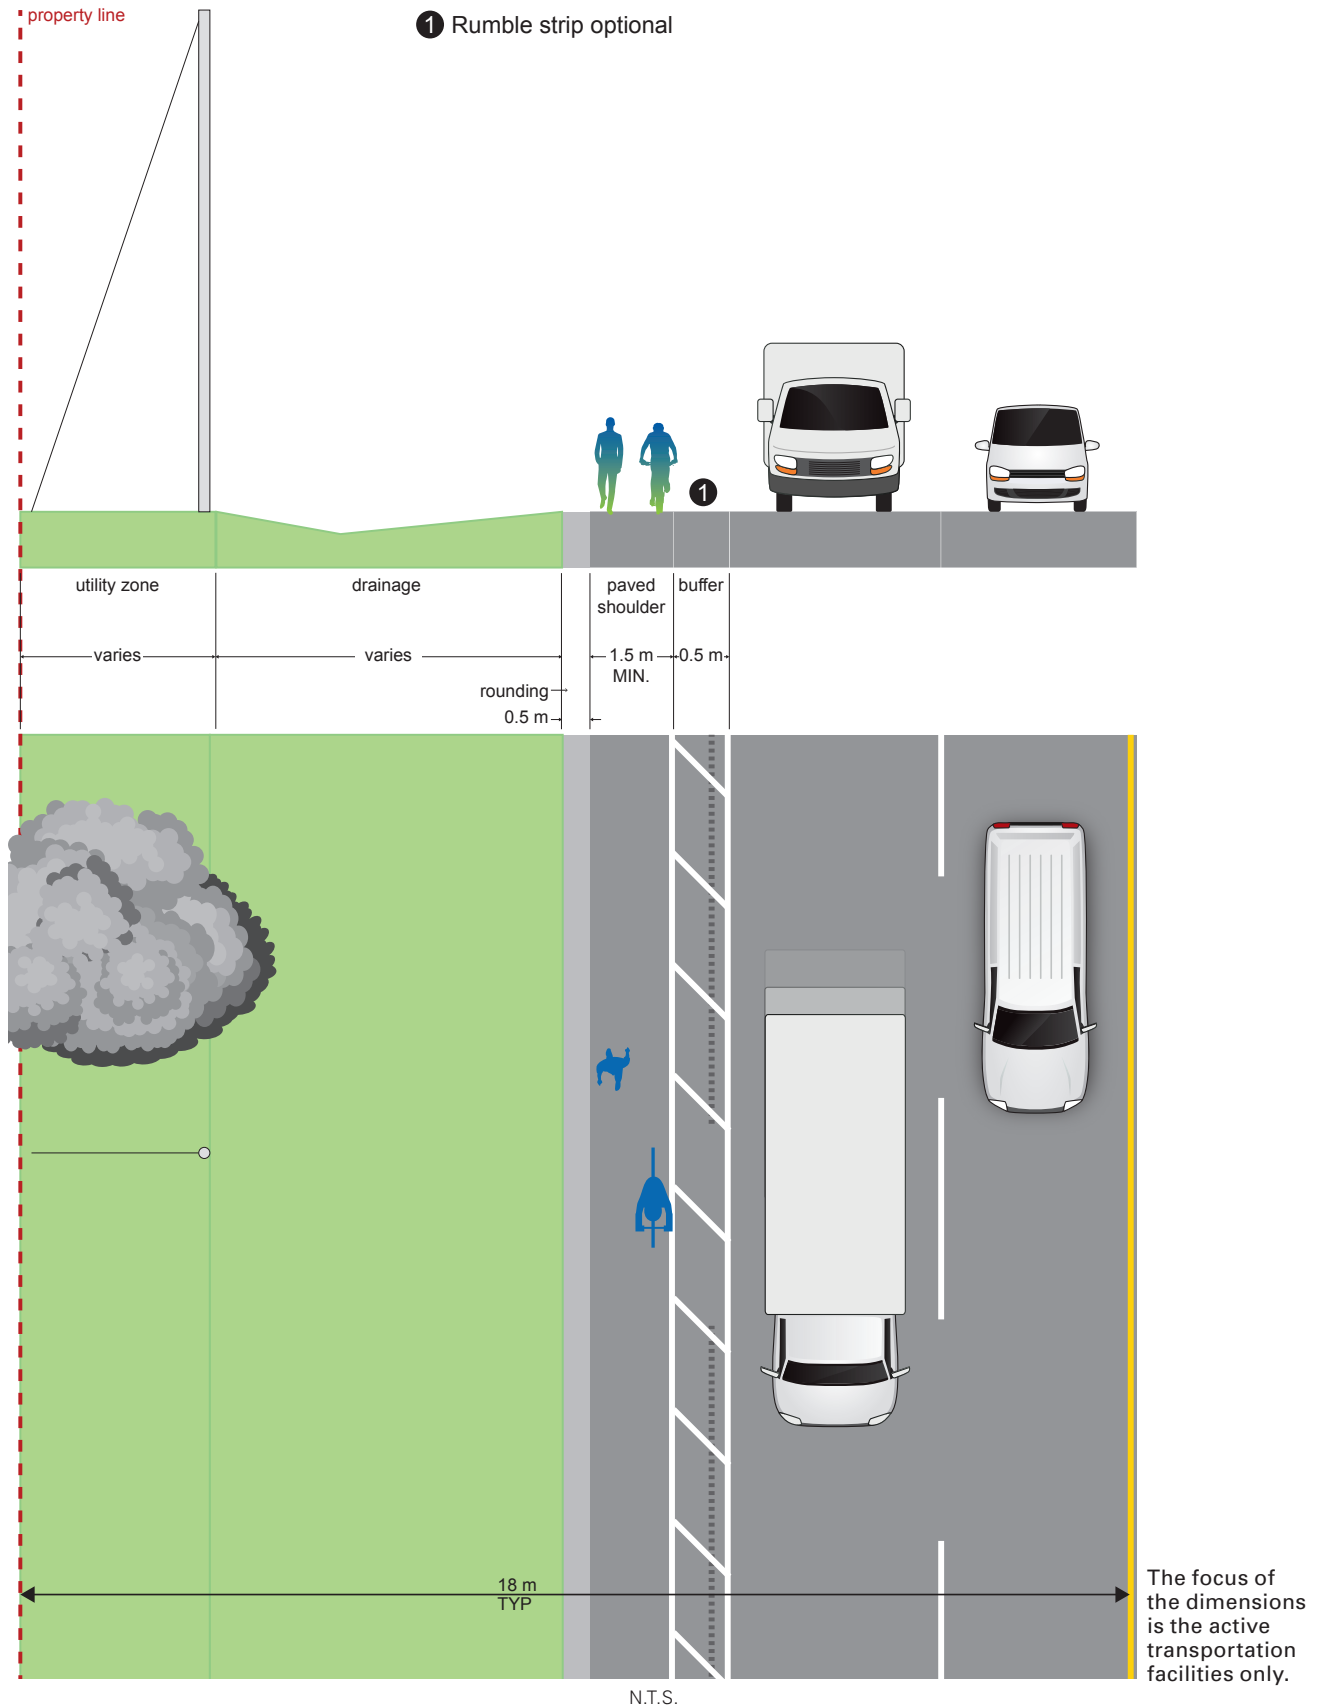 property line
1 Rumble strip optional
1
utility zone
drainage
paved
shoulder
buffer
varies
varies
1.5 m
MIN.
0.5 m
rounding
0.5 m
18 m
TYP
The focus of
the dimensions
is the active
transportation
facilities only.
N.T.S.